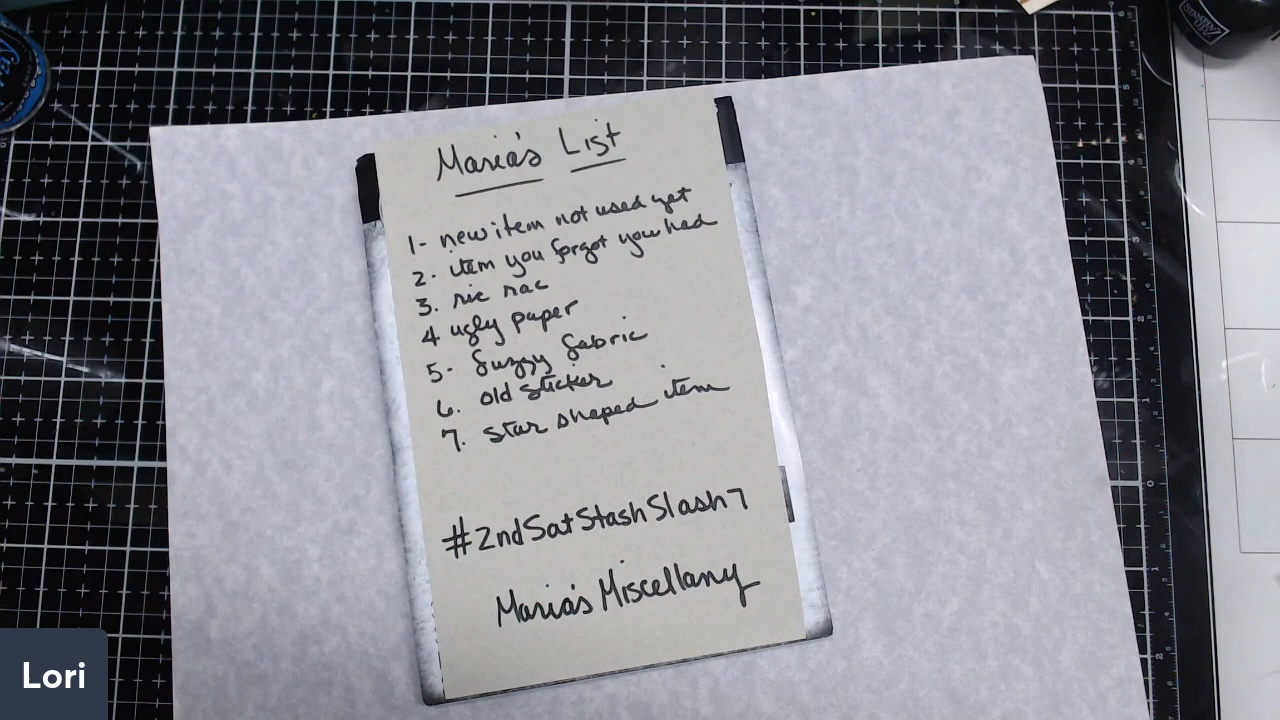 Maria's List
1- new item not used yet
2. item you forgot you had
3. ric rac
4 ugly paper
5- fuzzy fabric
6. old sticker
7. star shaped item
#2ndSatStashSlash7
Maria's Miscellany
Lori